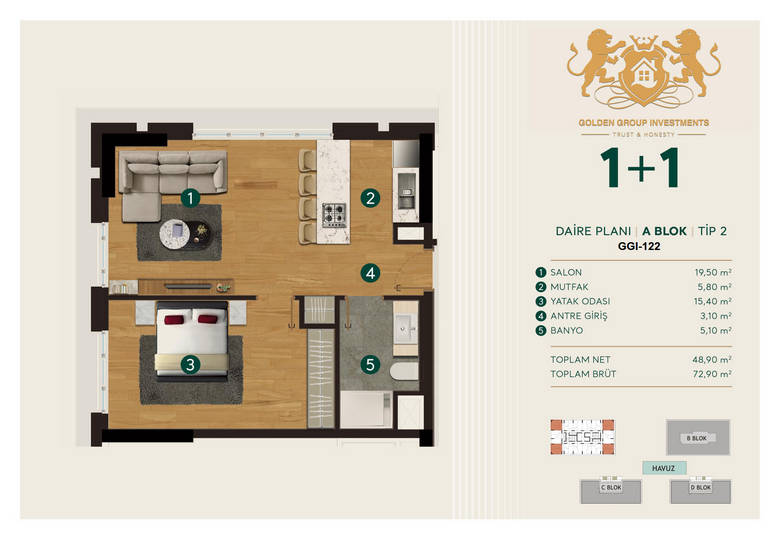 GOLDEN GROUP INVESTMENTS
TRUST & HONESTY
1+1
DAİRE PLANI | A BLOK | TİP 2
GGI-122
1 SALON 19,50 m²
2 MUTFAK 5,80 m²
3 YATAK ODASI 15,40 m²
4 ANTRE GİRİŞ 3,10 m²
5 BANYO 5,10 m²
TOPLAM NET 48,90 m²
TOPLAM BRÜT 72,90 m²
1
2
4
3
5
B BLOK
HAVUZ
C BLOK
D BLOK